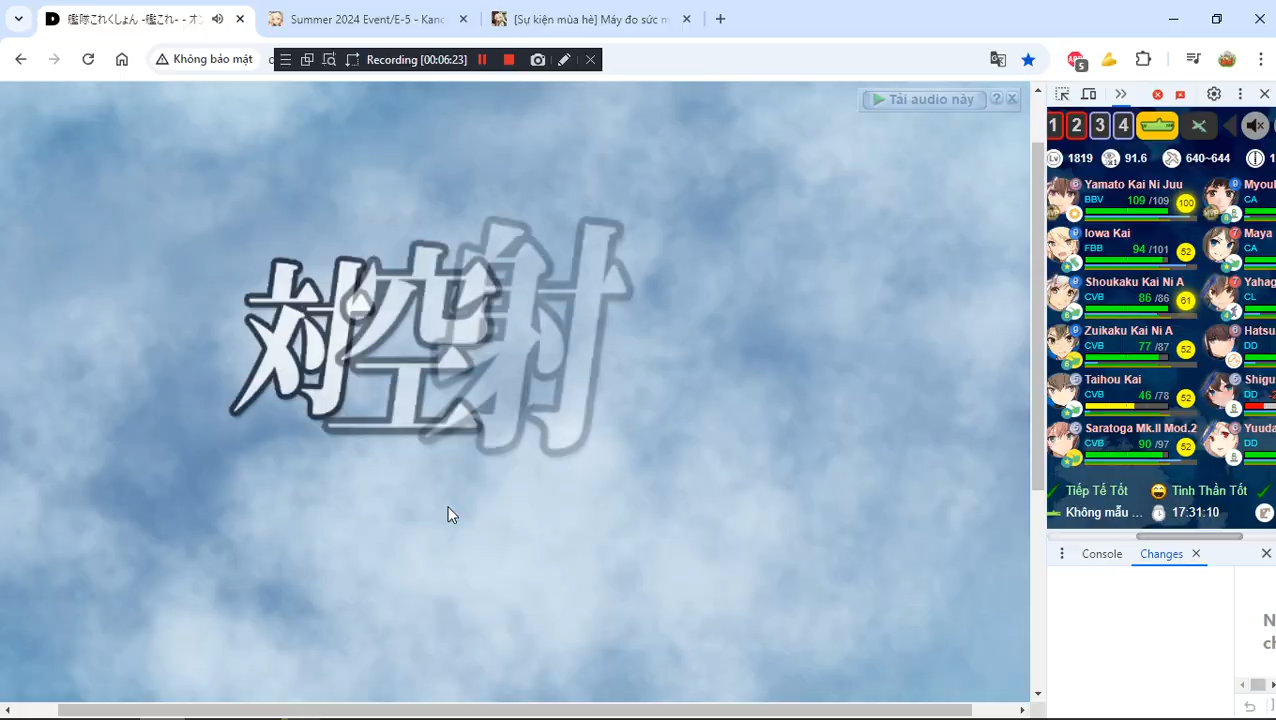 艦隊これくしょん -艦これ- - オン
Summer 2024 Event/E-5 - Kanc
[Sự kiện mùa hè] Máy đo sức m
Không bảo mật
Recording [00:06:23]
5
Tải audio này
対空射
1 2 3 4
Lv 1819 x1 91.6 640~644
Yamato Kai Ni Juu
BBV 109 /109 100
Iowa Kai
FBB 94 /101 52
Shoukaku Kai Ni A
CVB 86 /86 61
Zuikaku Kai Ni A
CVB 77 /87 52
Taihou Kai
CVB 46 /78 52
Saratoga Mk.II Mod.2
CVB 90 /97 52
Myoul
CA
Maya
CA
Yahag
CL
Hatsu
DD
Shigu
DD
Yuuda
DD
Tiếp Tế Tốt
Tinh Thần Tốt
Không mẫu ...
17:31:10
Console
Changes
N
ch